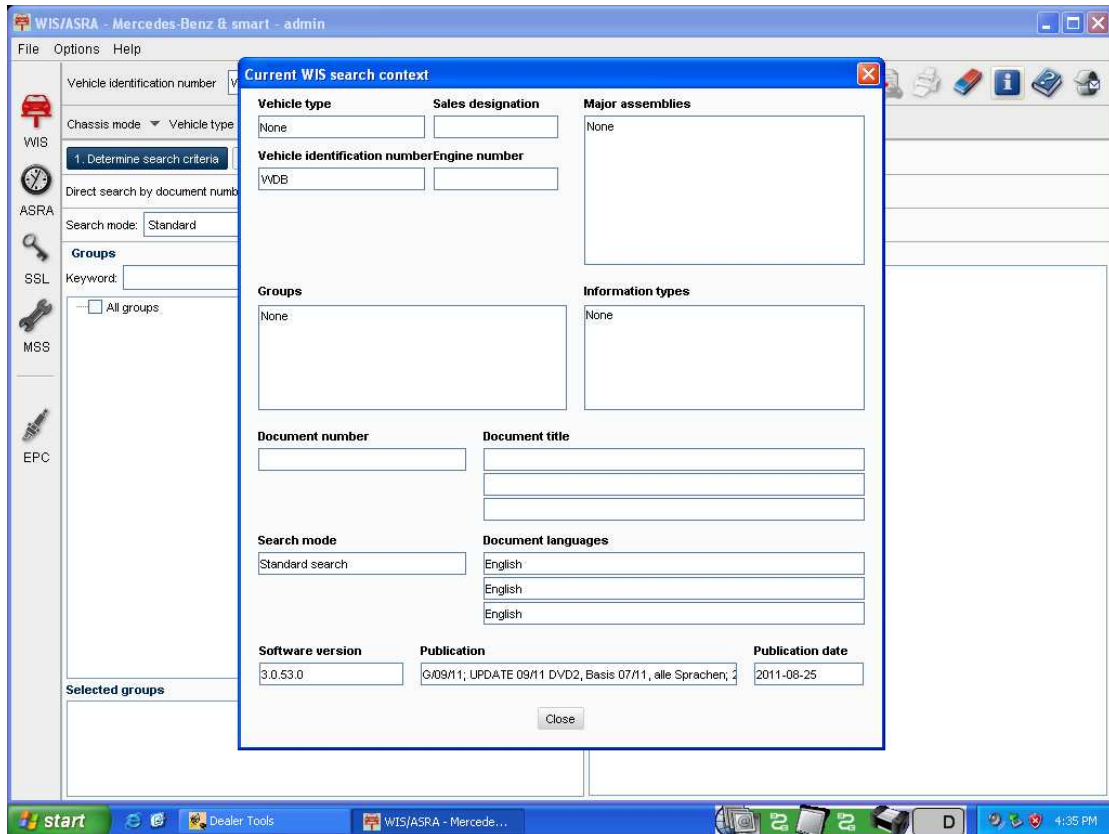 WIS/ASRA - Mercedes-Benz & smart - admin
File Options Help
Vehicle identification number
Chassis mode Vehicle type
1. Determine search criteria
Direct search by document numb
Search mode: Standard
Groups
Keyword:
All groups
Selected groups
WIS
ASRA
SSL
MSS
EPC
Current WIS search context
Vehicle type Sales designation Major assemblies
None None
Vehicle identification number Engine number
WDB
Groups Information types
None None
Document number Document title
Search mode Document languages
Standard search English
English
English
Software version Publication Publication date
3.0.53.0 G/09/11; UPDATE 09/11 DVD2, Basis 07/11, alle Sprachen; 2011-08-25
Close
start Dealer Tools WIS/ASRA - Mercede... D 4:35 PM